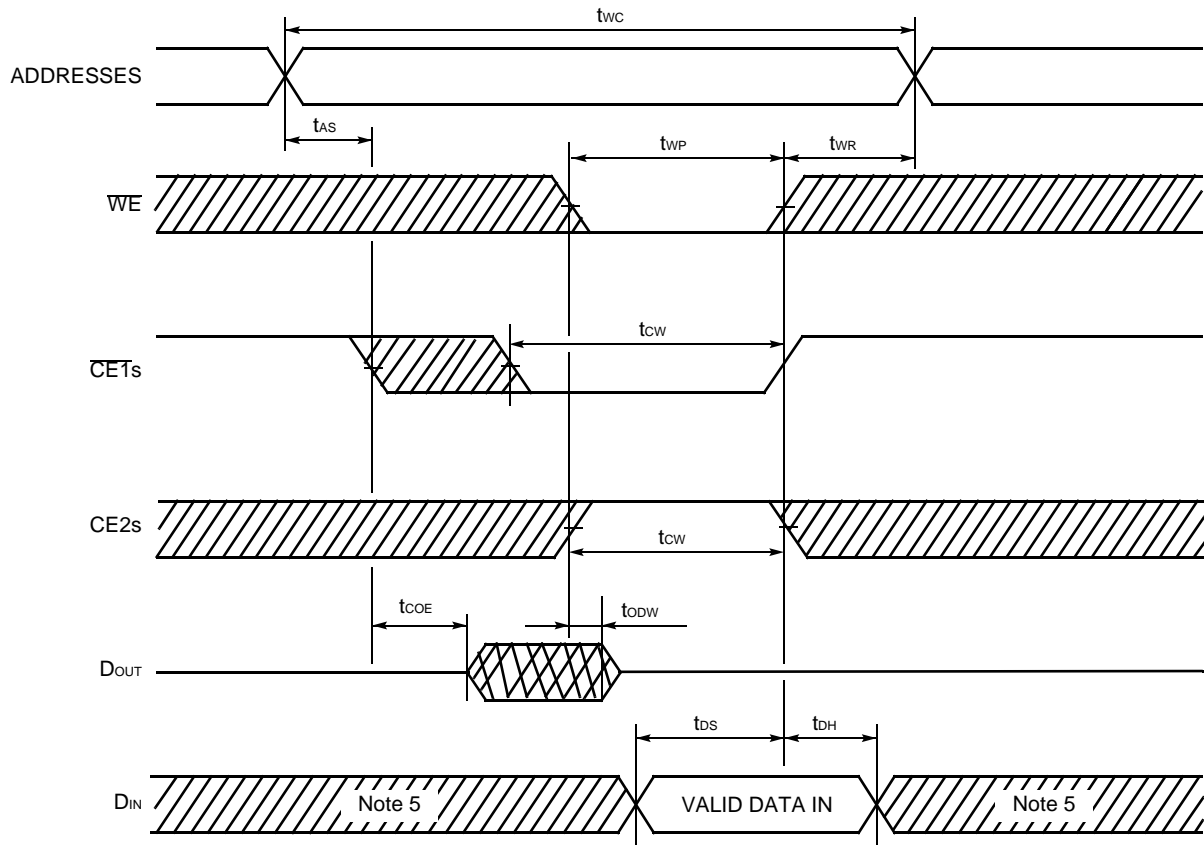 tWC
ADDRESSES
tAS
tWP
tWR
WE
tCW
CE1s
CE2s
tCW
tCOE
tODW
DOUT
tDS
tDH
DIN
Note 5
VALID DATA IN
Note 5